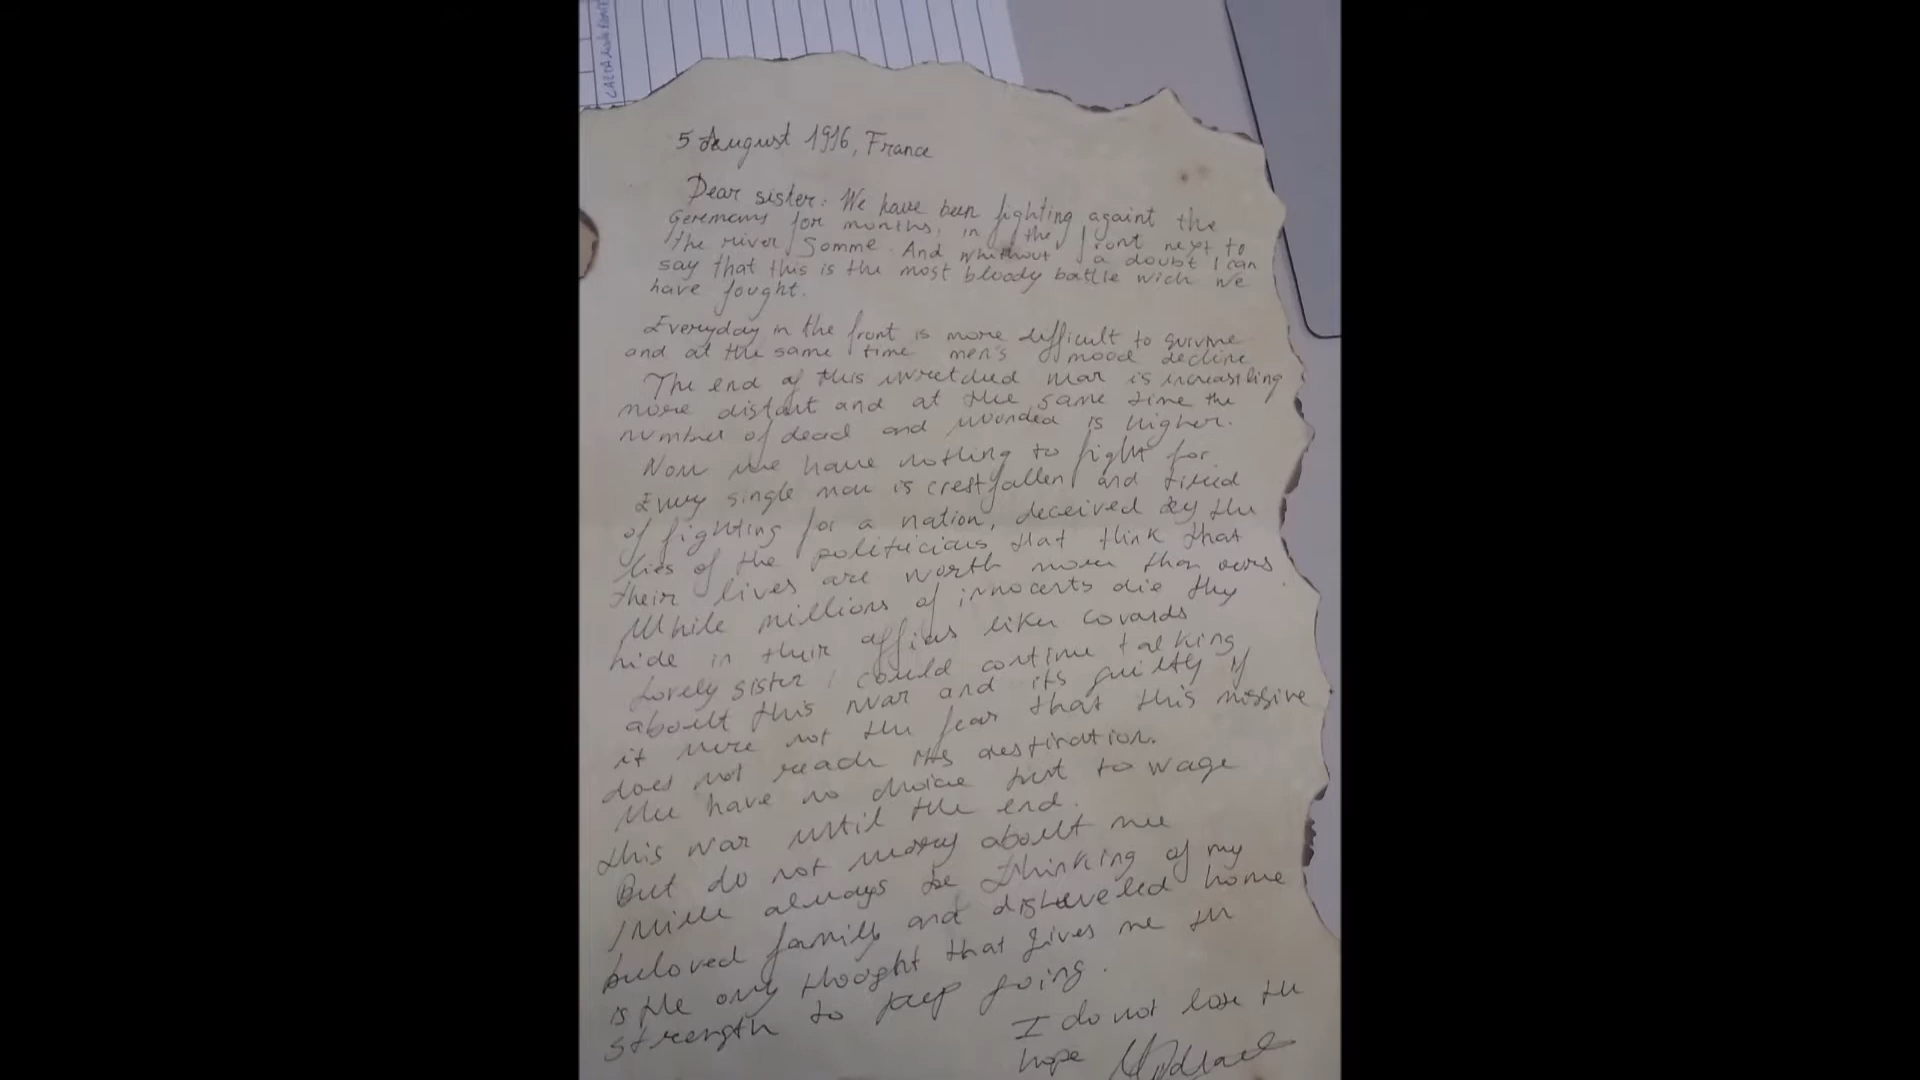 5 August 1916, France
Dear sister: We have been fighting againt the
Geremans for months, in the front next to
the river Somme. And whithout a doubt I can
say that this is the most bloody battle wich we
have fought.
Everyday in the front is more difficult to survive
and at the same time men's mood decline
The end of this wretched war is increasiling
more distant and at the same time the
number of dead and wounded is higher.
Now we have nothing to fight for.
Every single man is crestfallen and tired
of fighting for a nation, deceived by the
lies of the politicians that think that
their lives are worth more than ours.
While millions of innocents die they
hide in their offices like cowards
Lovely sister I could continue talking
about this war and its guilty if
it were not the fear that this missive
does not reach its destination.
We have no choice but to wage
this war until the end.
But do not worry about me
I will always be thinking of my
beloved family and disheveled home
is the only thought that gives me the
strength to keep going.
I do not lose the
hope